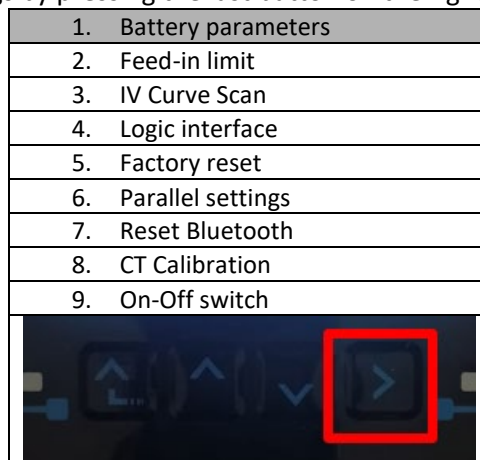 1. Battery parameters
2. Feed-in limit
3. IV Curve Scan
4. Logic interface
5. Factory reset
6. Parallel settings
7. Reset Bluetooth
8. CT Calibration
9. On-Off switch